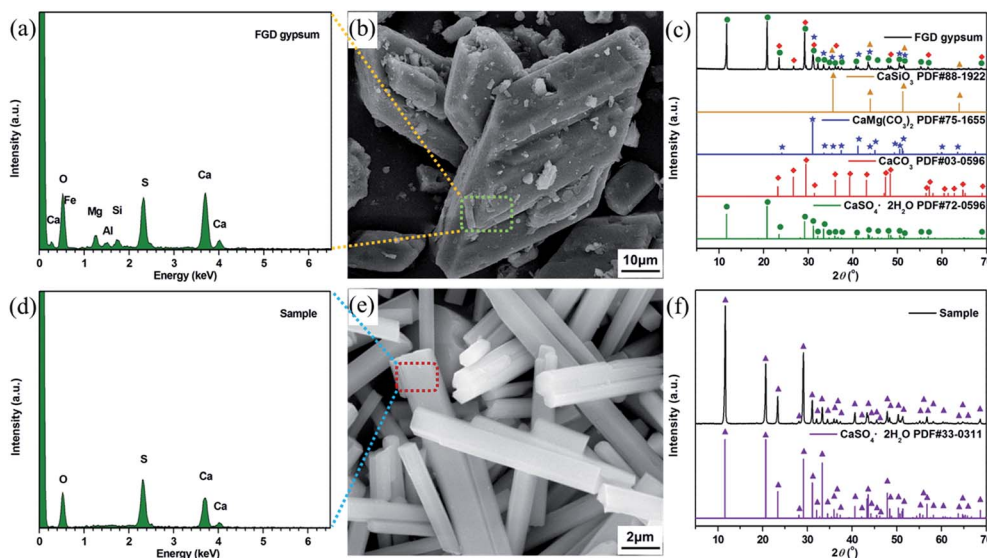 (a)
FGD gypsum
Intensity (a.u.)
O
Fe
Ca
Mg
Al
Si
S
Ca
Ca
0 1 2 3 4 5 6
Energy (keV)
(b)
10μm
(c)
FGD gypsum
CaSiO3 PDF#88-1922
CaMg(CO3)2 PDF#75-1655
CaCO3 PDF#03-0596
CaSO4· 2H2O PDF#72-0596
Intensity (a.u.)
10 20 30 40 50 60 70
2θ (°)
(d)
Sample
Intensity (a.u.)
O
S
Ca
Ca
0 1 2 3 4 5 6
Energy (keV)
(e)
2μm
(f)
Sample
CaSO4· 2H2O PDF#33-0311
Intensity (a.u.)
10 20 30 40 50 60 70
2θ (°)